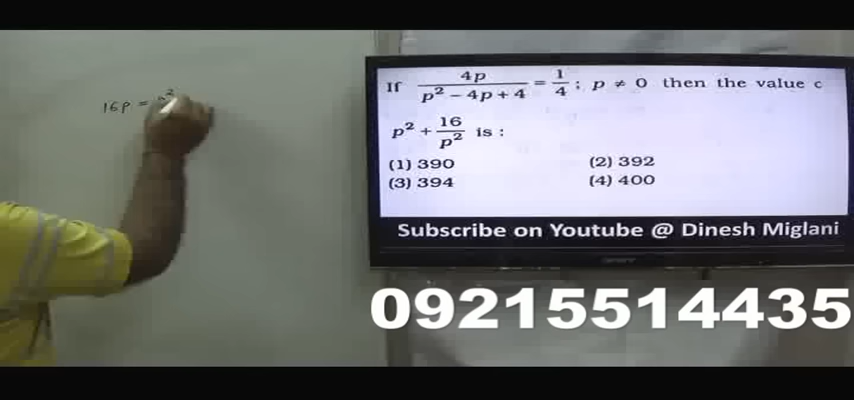 16p = p²
If 4p / (p² − 4p + 4) = 1/4 ; p ≠ 0 then the value
p² + 16/p² is :
(1) 390 (2) 392
(3) 394 (4) 400
Subscribe on Youtube @ Dinesh Miglani
09215514435